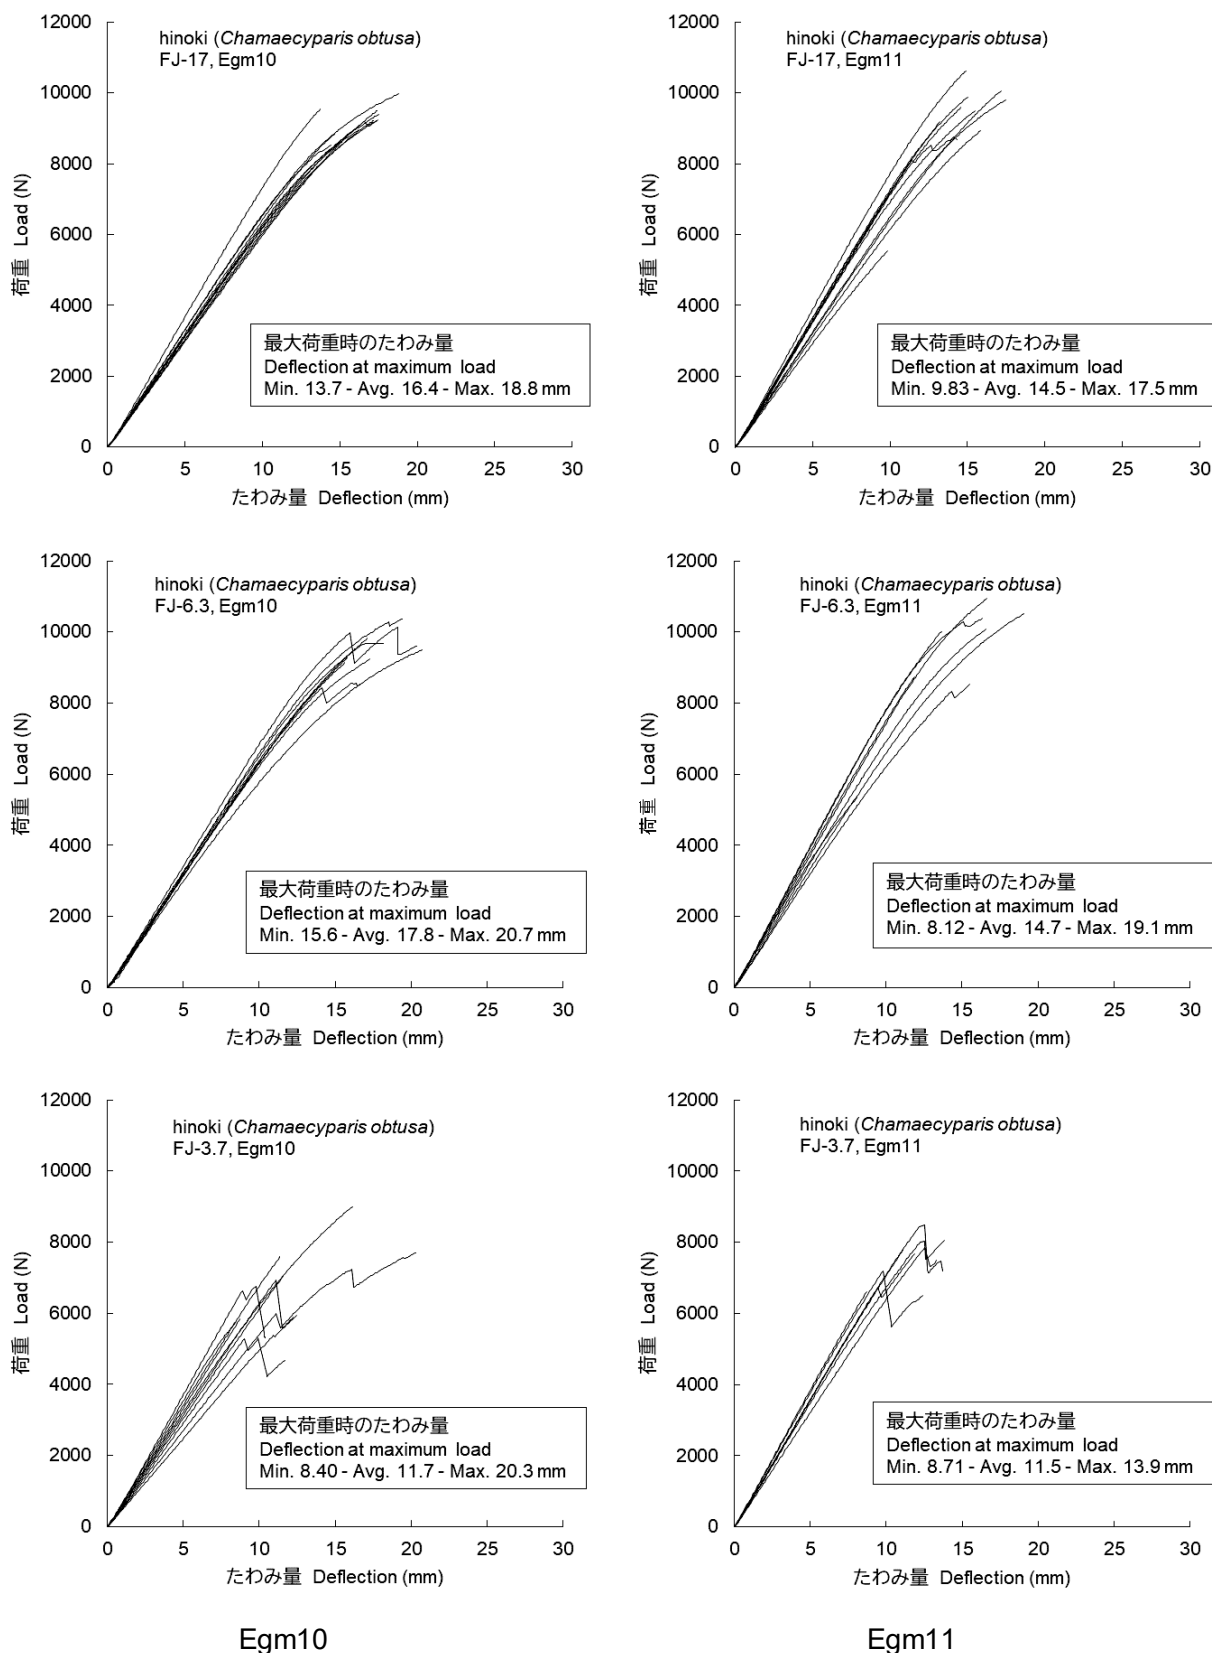 12000
10000
8000
6000
4000
2000
0
荷重 Load (N)
hinoki (Chamaecyparis obtusa)
FJ-17, Egm10
最大荷重時のたわみ量
Deflection at maximum load
Min. 13.7 - Avg. 16.4 - Max. 18.8 mm
0 5 10 15 20 25 30
たわみ量 Deflection (mm)
12000
10000
8000
6000
4000
2000
0
荷重 Load (N)
hinoki (Chamaecyparis obtusa)
FJ-17, Egm11
最大荷重時のたわみ量
Deflection at maximum load
Min. 9.83 - Avg. 14.5 - Max. 17.5 mm
0 5 10 15 20 25 30
たわみ量 Deflection (mm)
12000
10000
8000
6000
4000
2000
0
荷重 Load (N)
hinoki (Chamaecyparis obtusa)
FJ-6.3, Egm10
最大荷重時のたわみ量
Deflection at maximum load
Min. 15.6 - Avg. 17.8 - Max. 20.7 mm
0 5 10 15 20 25 30
たわみ量 Deflection (mm)
12000
10000
8000
6000
4000
2000
0
荷重 Load (N)
hinoki (Chamaecyparis obtusa)
FJ-6.3, Egm11
最大荷重時のたわみ量
Deflection at maximum load
Min. 8.12 - Avg. 14.7 - Max. 19.1 mm
0 5 10 15 20 25 30
たわみ量 Deflection (mm)
12000
10000
8000
6000
4000
2000
0
荷重 Load (N)
hinoki (Chamaecyparis obtusa)
FJ-3.7, Egm10
最大荷重時のたわみ量
Deflection at maximum load
Min. 8.40 - Avg. 11.7 - Max. 20.3 mm
0 5 10 15 20 25 30
たわみ量 Deflection (mm)
12000
10000
8000
6000
4000
2000
0
荷重 Load (N)
hinoki (Chamaecyparis obtusa)
FJ-3.7, Egm11
最大荷重時のたわみ量
Deflection at maximum load
Min. 8.71 - Avg. 11.5 - Max. 13.9 mm
0 5 10 15 20 25 30
たわみ量 Deflection (mm)
Egm10
Egm11